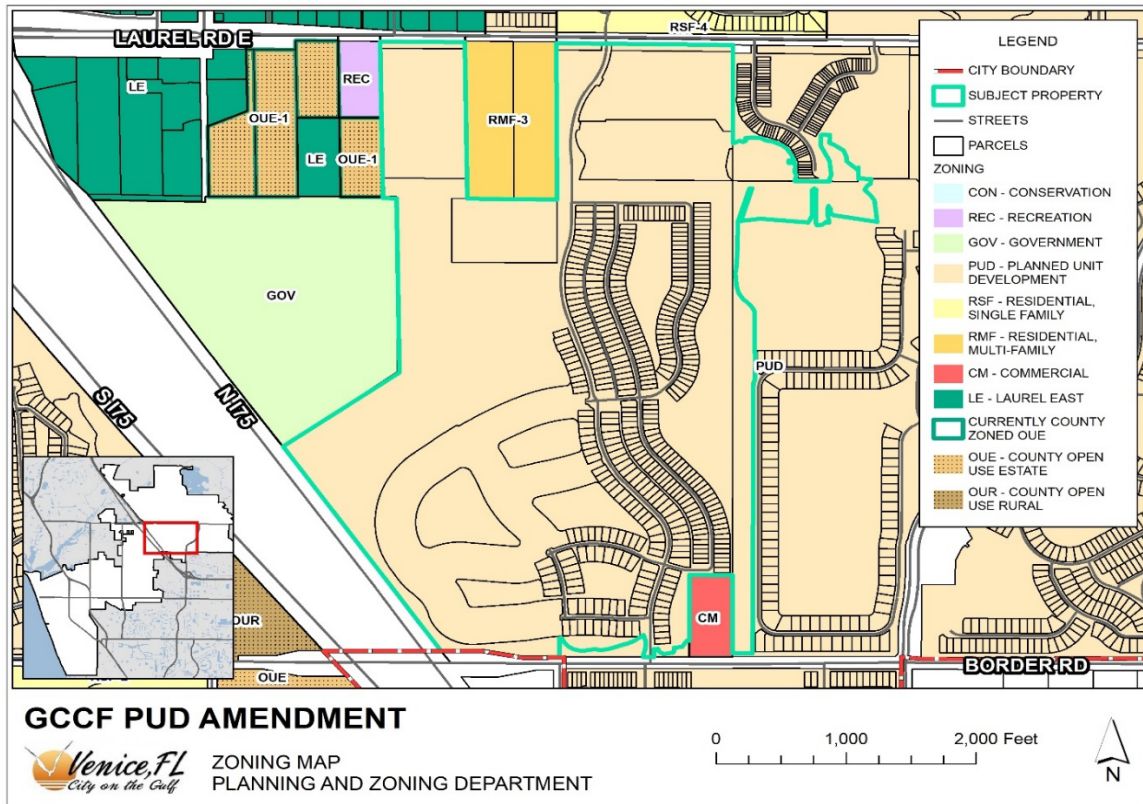 LAUREL RD E
RSF-4
LE
REC
OUE-1
RMF-3
LE
OUE-1
GOV
PUD
S I75
N I75
CM
OUR
OUE
BORDER RD
LEGEND
CITY BOUNDARY
SUBJECT PROPERTY
STREETS
PARCELS
ZONING
CON - CONSERVATION
REC - RECREATION
GOV - GOVERNMENT
PUD - PLANNED UNIT
DEVELOPMENT
RSF - RESIDENTIAL,
SINGLE FAMILY
RMF - RESIDENTIAL,
MULTI-FAMILY
CM - COMMERCIAL
LE - LAUREL EAST
CURRENTLY COUNTY
ZONED OUE
OUE - COUNTY OPEN
USE ESTATE
OUR - COUNTY OPEN
USE RURAL
GCCF PUD AMENDMENT
Venice, FL
City on the Gulf
ZONING MAP
PLANNING AND ZONING DEPARTMENT
0 1,000 2,000 Feet
N